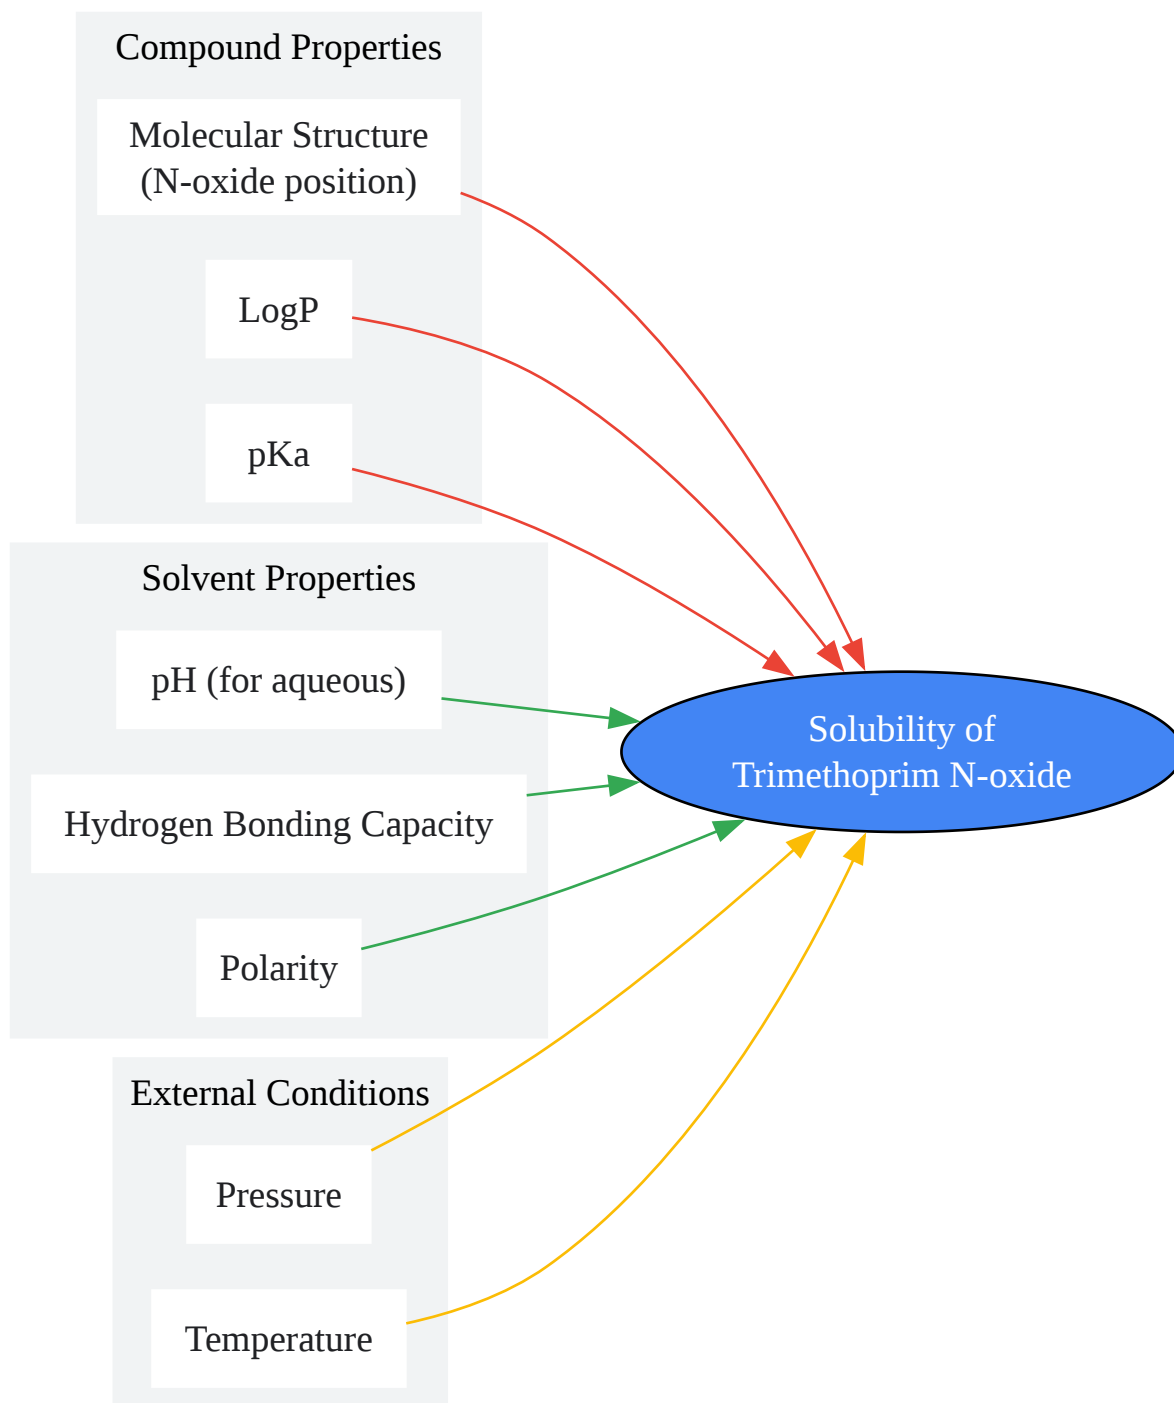 Compound Properties
Molecular Structure
(N-oxide position)
LogP
pKa
Solvent Properties
pH (for aqueous)
Hydrogen Bonding Capacity
Polarity
External Conditions
Pressure
Temperature
Solubility of
Trimethoprim N-oxide